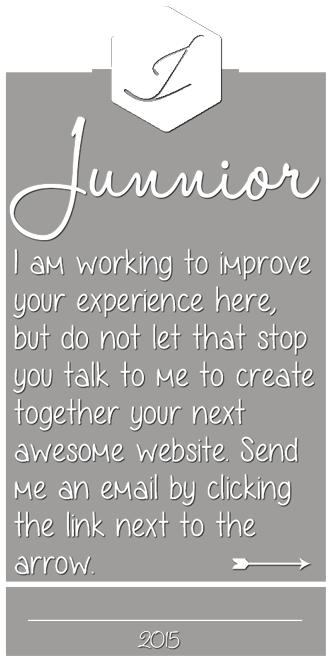 J
Junnior
I am working to improve
your experience here,
but do not let that stop
you talk to me to create
together your next
awesome website. Send
me an email by clicking
the link next to the
arrow.
2015